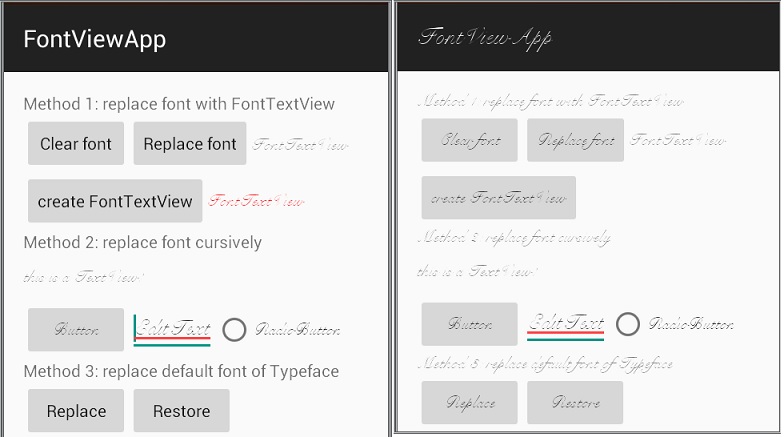 FontViewApp
Method 1: replace font with FontTextView
Clear font Replace font FontTextView
create FontTextView FontTextView
Method 2: replace font cursively
this is a TextView!
Button EditText RadioButton
Method 3: replace default font of Typeface
Replace Restore
FontViewApp
Method 1: replace font with FontTextView
Clear font Replace font FontTextView
create FontTextView
Method 2: replace font cursively
this is a TextView!
Button EditText RadioButton
Method 3: replace default font of Typeface
Replace Restore